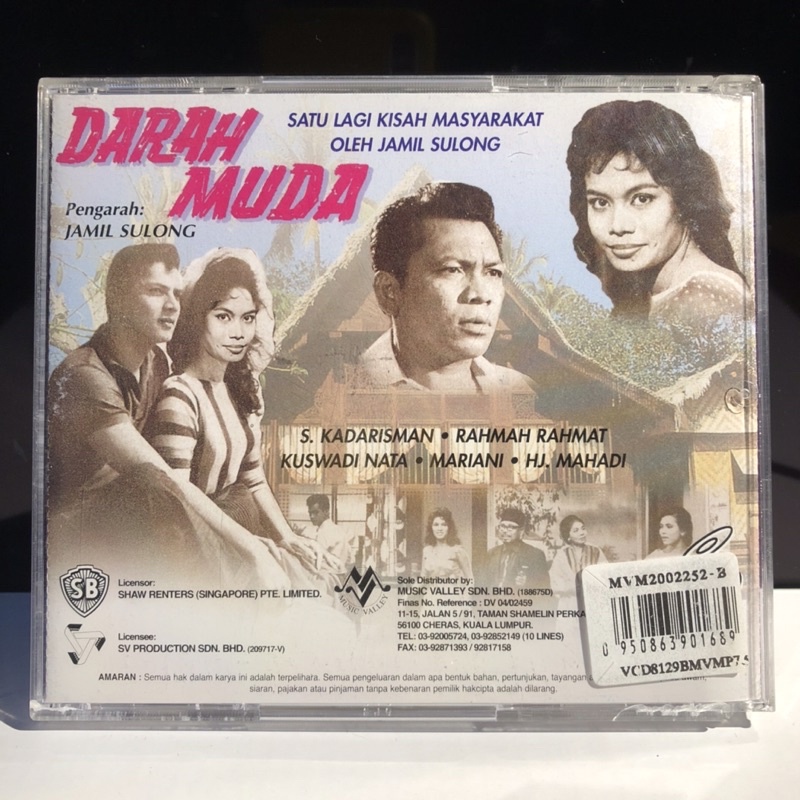 DARAH
MUDA
SATU LAGI KISAH MASYARAKAT
OLEH JAMIL SULONG
Pengarah:
JAMIL SULONG
S. KADARISMAN • RAHMAH RAHMAT
KUSWADI NATA • MARIANI • HJ. MAHADI
SB
Licensor:
SHAW RENTERS (SINGAPORE) PTE. LIMITED.
Licensee:
SV PRODUCTION SDN. BHD. (209717-V)
MUSIC VALLEY
Sole Distributor by:
MUSIC VALLEY SDN. BHD. (188675D)
Finas No. Reference : DV 04/02459
11-15, JALAN 5 / 91, TAMAN SHAMELIN PERKA
56100 CHERAS, KUALA LUMPUR.
TEL: 03-92005724, 03-92852149 (10 LINES)
FAX: 03-92871393 / 92817158
MVM2002252-B
0 950863 901689
VCD8129BMVMP7.5
AMARAN : Semua hak dalam karya ini adalah terpelihara. Semua pengeluaran dalam apa bentuk bahan, pertunjukan, tayangan
siaran, pajakan atau pinjaman tanpa kebenaran pemilik hakcipta adalah dilarang.